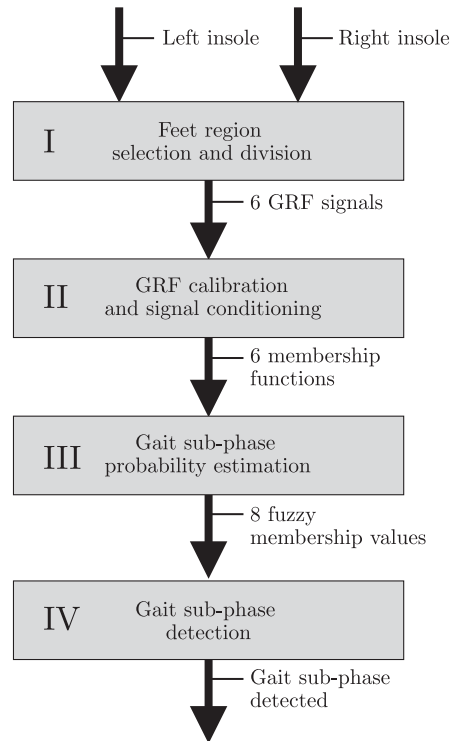 Left insole
Right insole
I
Feet region
selection and division
6 GRF signals
II
GRF calibration
and signal conditioning
6 membership
functions
III
Gait sub-phase
probability estimation
8 fuzzy
membership values
IV
Gait sub-phase
detection
Gait sub-phase
detected